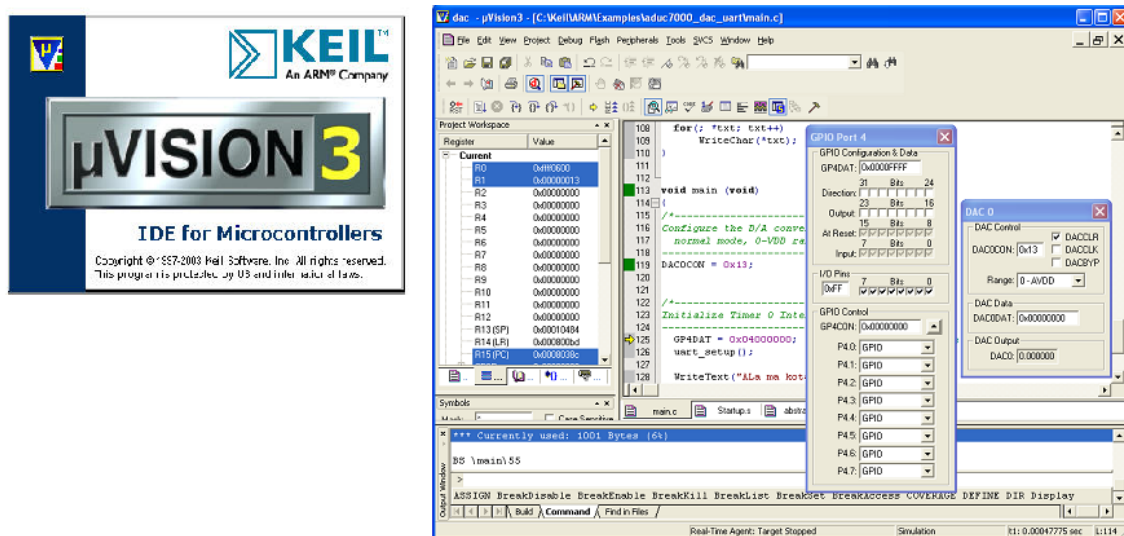 µ
KEIL™
An ARM® Company
µVISION 3
IDE for Microcontrollers
Copyright © 1997-2003 Keil Software, Inc. All rights reserved.
This program is protected by US and international laws.
dac - µVision3 - [C:\Keil\ARM\Examples\aduc7000_dac_uart\main.c]
File Edit View Project Debug Flash Peripherals Tools SVCS Window Help
Project Workspace
Register Value
Current
R0 0xffff0600
R1 0x00000013
R2 0x00000000
R3 0x00000000
R4 0x00000000
R5 0x00000000
R6 0x00000000
R7 0x00000000
R8 0x00000000
R9 0x00000000
R10 0x00000000
R11 0x00000000
R12 0x00000000
R13 (SP) 0x00010484
R14 (LR) 0x000800bd
R15 (PC) 0x0008038c
Symbols
Mask: * Case Sensitive
108 for(; *txt; txt++)
109 WriteChar(*txt);
110 }
111
112
113 void main (void)
114 {
115 /*-----------------------
116 Configure the D/A conve
117 normal mode, 0-VDD ra
118 -------------------------
119 DAC0CON = 0x13;
120
121
122 /*-----------------------
123 Initialize Timer 0 Inte
124 -------------------------
125 GP4DAT = 0x04000000;
126 uart_setup();
127
128 WriteText("ALa ma kot
main.c Startup.s abstra
GPIO Port 4
GPIO Configuration & Data
GP4DAT: 0x0000FFFF
31 Bits 24
Direction:
23 Bits 16
Output:
15 Bits 8
At Reset:
7 Bits 0
Input:
I/O Pins
0xFF 7 Bits 0
GPIO Control
GP4CON: 0x00000000
P4.0: GPIO
P4.1: GPIO
P4.2: GPIO
P4.3: GPIO
P4.4: GPIO
P4.5: GPIO
P4.6: GPIO
P4.7: GPIO
DAC 0
DAC Control
DAC0CON: 0x13
DACCLR
DACCLK
DACBYP
Range: 0 - AVDD
DAC Data
DAC0DAT: 0x00000000
DAC Output
DAC0: 0.000000
Output Window
*** Currently used: 1001 Bytes (6%)
BS \main\55
>
ASSIGN BreakDisable BreakEnable BreakKill BreakList BreakSet BreakAccess COVERAGE DEFINE DIR Display
Build Command Find in Files
Real-Time Agent: Target Stopped Simulation t1: 0.00047775 sec L:114